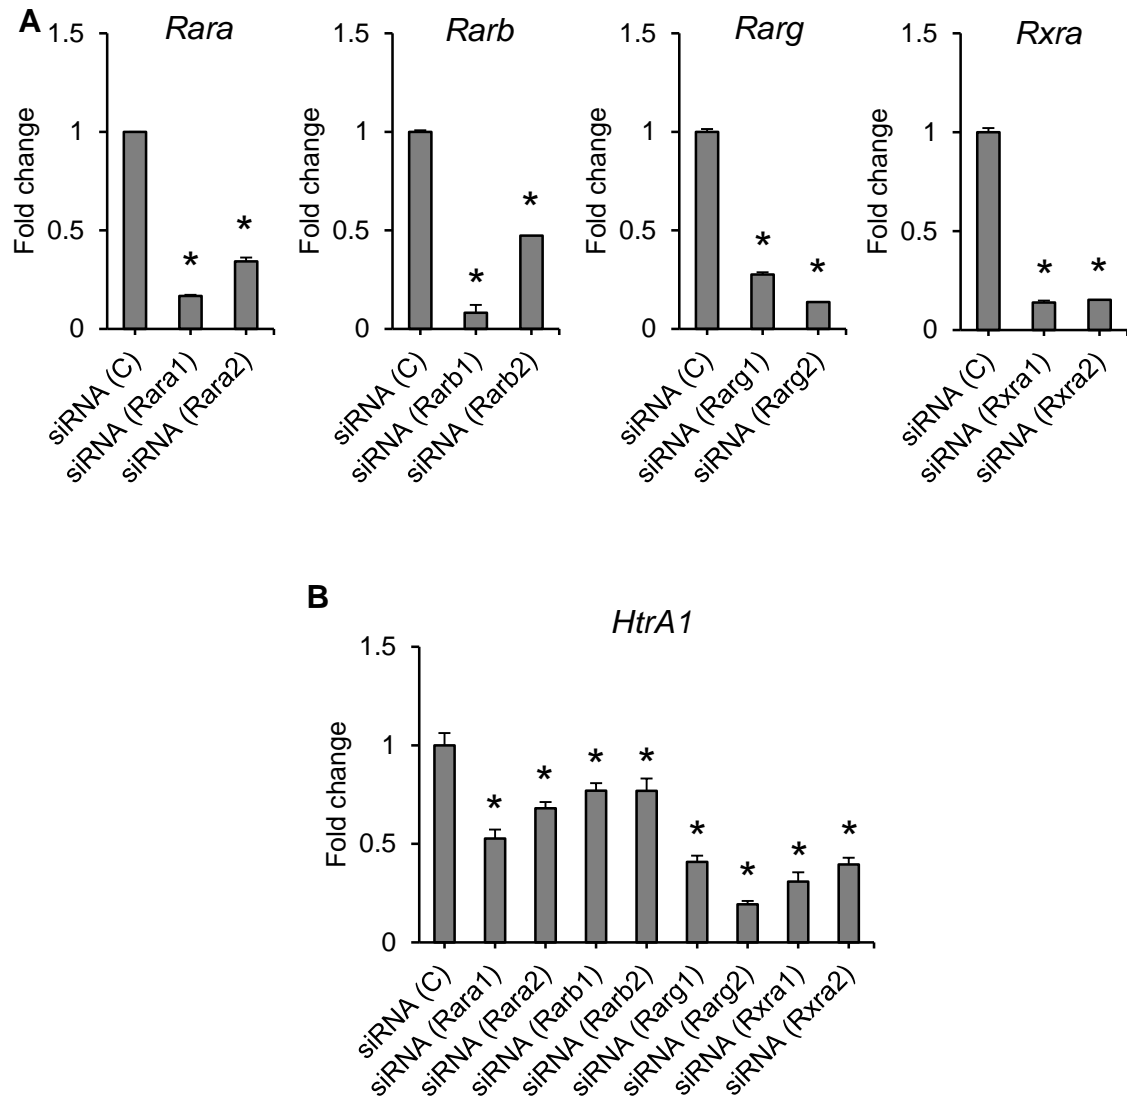 A
Rara
1.5
1
0.5
0
Fold change
*
*
siRNA (C)
siRNA (Rara1)
siRNA (Rara2)
Rarb
1.5
1
0.5
0
Fold change
*
*
siRNA (C)
siRNA (Rarb1)
siRNA (Rarb2)
Rarg
1.5
1
0.5
0
Fold change
*
*
siRNA (C)
siRNA (Rarg1)
siRNA (Rarg2)
Rxra
1.5
1
0.5
0
Fold change
*
*
siRNA (C)
siRNA (Rxra1)
siRNA (Rxra2)
B
HtrA1
1.5
1
0.5
0
Fold change
*
*
*
*
*
*
*
*
siRNA (C)
siRNA (Rara1)
siRNA (Rara2)
siRNA (Rarb1)
siRNA (Rarb2)
siRNA (Rarg1)
siRNA (Rarg2)
siRNA (Rxra1)
siRNA (Rxra2)